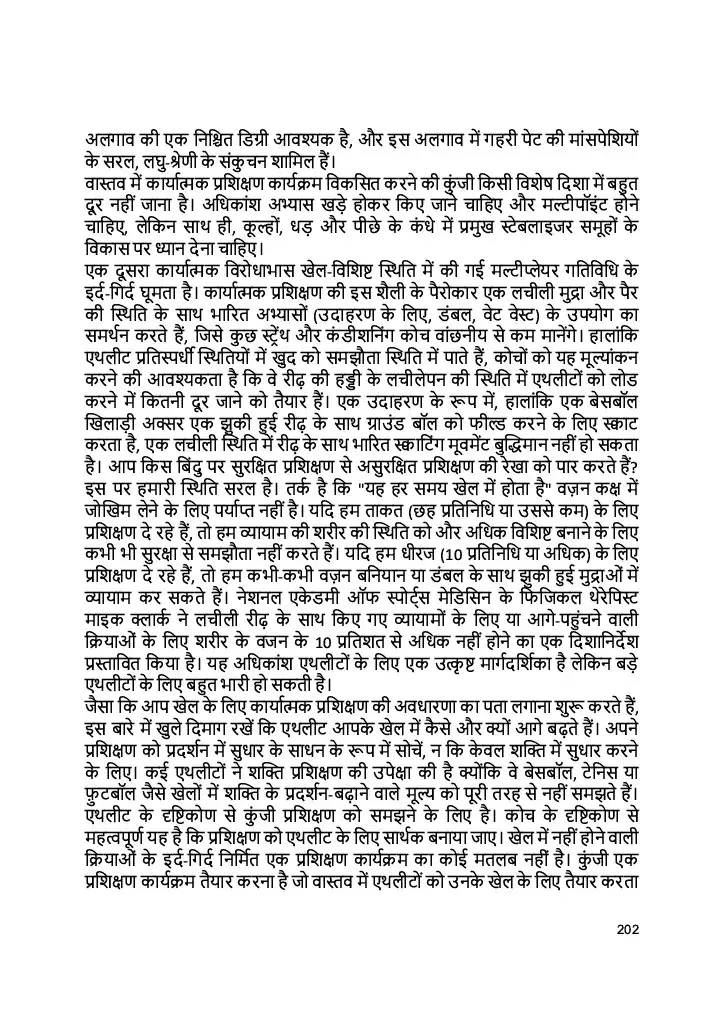 अलगाव की एक निश्चित डिग्री आवश्यक है, और इस अलगाव में गहरी पेट की मांसपेशियों
के सरल, लघु-श्रेणी के संकुचन शामिल हैं।
वास्तव में कार्यात्मक प्रशिक्षण कार्यक्रम विकसित करने की कुंजी किसी विशेष दिशा में बहुत
दूर नहीं जाना है। अधिकांश अभ्यास खड़े होकर किए जाने चाहिए और मल्टीपॉइंट होने
चाहिए, लेकिन साथ ही, कूल्हों, धड़ और पीछे के कंधे में प्रमुख स्टेबलाइजर समूहों के
विकास पर ध्यान देना चाहिए।
एक दूसरा कार्यात्मक विरोधाभास खेल-विशिष्ट स्थिति में की गई मल्टीप्लेयर गतिविधि के
इर्द-गिर्द घूमता है। कार्यात्मक प्रशिक्षण की इस शैली के पैरोकार एक लचीली मुद्रा और पैर
की स्थिति के साथ भारित अभ्यासों (उदाहरण के लिए, डंबल, वेट वेस्ट) के उपयोग का
समर्थन करते हैं, जिसे कुछ स्ट्रेंथ और कंडीशनिंग कोच वांछनीय से कम मानेंगे। हालांकि
एथलीट प्रतिस्पर्धी स्थितियों में खुद को समझौता स्थिति में पाते हैं, कोचों को यह मूल्यांकन
करने की आवश्यकता है कि वे रीढ़ की हड्डी के लचीलेपन की स्थिति में एथलीटों को लोड
करने में कितनी दूर जाने को तैयार हैं। एक उदाहरण के रूप में, हालांकि एक बेसबॉल
खिलाड़ी अक्सर एक झुकी हुई रीढ़ के साथ ग्राउंड बॉल को फील्ड करने के लिए स्क्वाट
करता है, एक लचीली स्थिति में रीढ़ के साथ भारित स्क्वाटिंग मूवमेंट बुद्धिमान नहीं हो सकता
है। आप किस बिंदु पर सुरक्षित प्रशिक्षण से असुरक्षित प्रशिक्षण की रेखा को पार करते हैं?
इस पर हमारी स्थिति सरल है। तर्क है कि "यह हर समय खेल में होता है" वज़न कक्ष में
जोखिम लेने के लिए पर्याप्त नहीं है। यदि हम ताकत (छह प्रतिनिधि या उससे कम) के लिए
प्रशिक्षण दे रहे हैं, तो हम व्यायाम की शरीर की स्थिति को और अधिक विशिष्ट बनाने के लिए
कभी भी सुरक्षा से समझौता नहीं करते हैं। यदि हम धीरज (10 प्रतिनिधि या अधिक) के लिए
प्रशिक्षण दे रहे हैं, तो हम कभी-कभी वज़न बनियान या डंबल के साथ झुकी हुई मुद्राओं में
व्यायाम कर सकते हैं। नेशनल एकेडमी ऑफ स्पोर्ट्स मेडिसिन के फिजिकल थेरेपिस्ट
माइक क्लार्क ने लचीली रीढ़ के साथ किए गए व्यायामों के लिए या आगे-पहुंचने वाली
क्रियाओं के लिए शरीर के वजन के 10 प्रतिशत से अधिक नहीं होने का एक दिशानिर्देश
प्रस्तावित किया है। यह अधिकांश एथलीटों के लिए एक उत्कृष्ट मार्गदर्शिका है लेकिन बड़े
एथलीटों के लिए बहुत भारी हो सकती है।
जैसा कि आप खेल के लिए कार्यात्मक प्रशिक्षण की अवधारणा का पता लगाना शुरू करते हैं,
इस बारे में खुले दिमाग रखें कि एथलीट आपके खेल में कैसे और क्यों आगे बढ़ते हैं। अपने
प्रशिक्षण को प्रदर्शन में सुधार के साधन के रूप में सोचें, न कि केवल शक्ति में सुधार करने
के लिए। कई एथलीटों ने शक्ति प्रशिक्षण की उपेक्षा की है क्योंकि वे बेसबॉल, टेनिस या
फ़ुटबॉल जैसे खेलों में शक्ति के प्रदर्शन-बढ़ाने वाले मूल्य को पूरी तरह से नहीं समझते हैं।
एथलीट के दृष्टिकोण से कुंजी प्रशिक्षण को समझने के लिए है। कोच के दृष्टिकोण से
महत्वपूर्ण यह है कि प्रशिक्षण को एथलीट के लिए सार्थक बनाया जाए। खेल में नहीं होने वाली
क्रियाओं के इर्द-गिर्द निर्मित एक प्रशिक्षण कार्यक्रम का कोई मतलब नहीं है। कुंजी एक
प्रशिक्षण कार्यक्रम तैयार करना है जो वास्तव में एथलीटों को उनके खेल के लिए तैयार करता
202